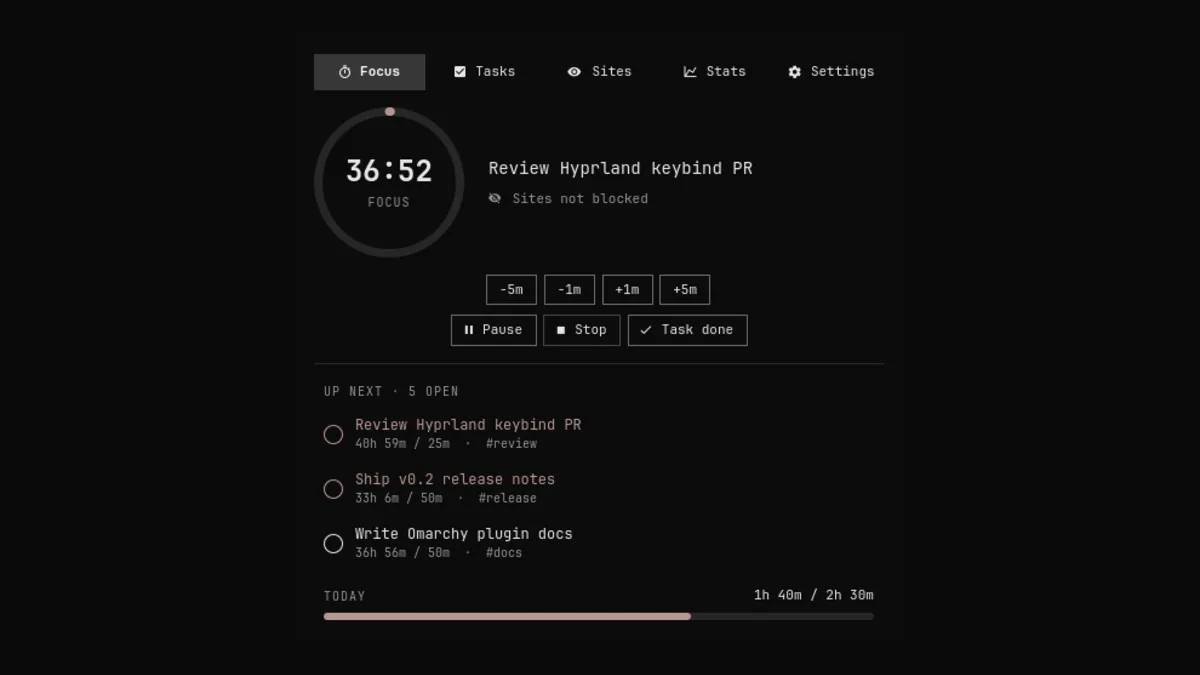 Focus Tasks Sites Stats Settings
36:52
FOCUS
Review Hyprland keybind PR
Sites not blocked
-5m -1m +1m +5m
Pause Stop Task done
UP NEXT · 5 OPEN
Review Hyprland keybind PR
40h 59m / 25m · #review
Ship v0.2 release notes
33h 6m / 50m · #release
Write Omarchy plugin docs
36h 56m / 50m · #docs
TODAY 1h 40m / 2h 30m